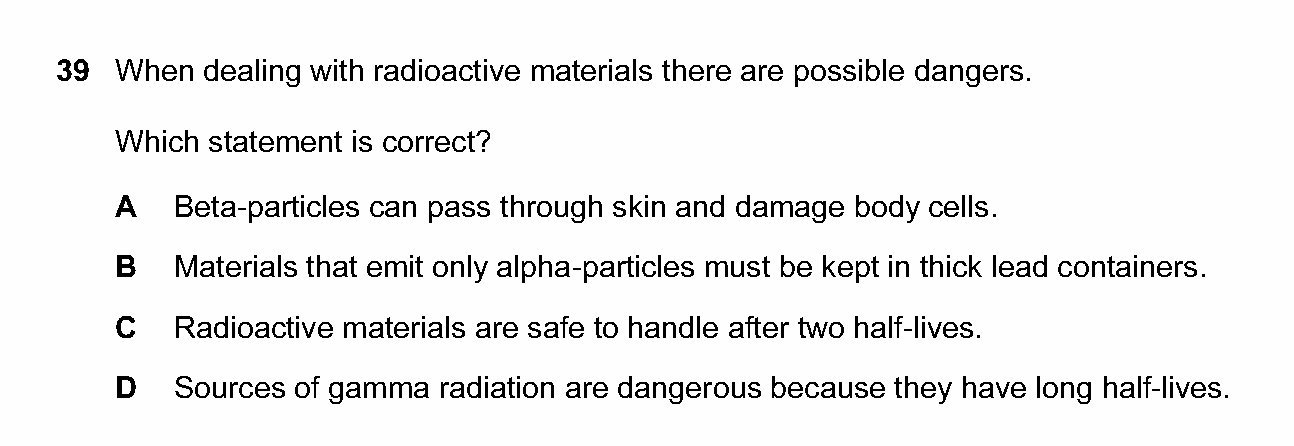 39 When dealing with radioactive materials there are possible dangers.
Which statement is correct?
A Beta-particles can pass through skin and damage body cells.
B Materials that emit only alpha-particles must be kept in thick lead containers.
C Radioactive materials are safe to handle after two half-lives.
D Sources of gamma radiation are dangerous because they have long half-lives.